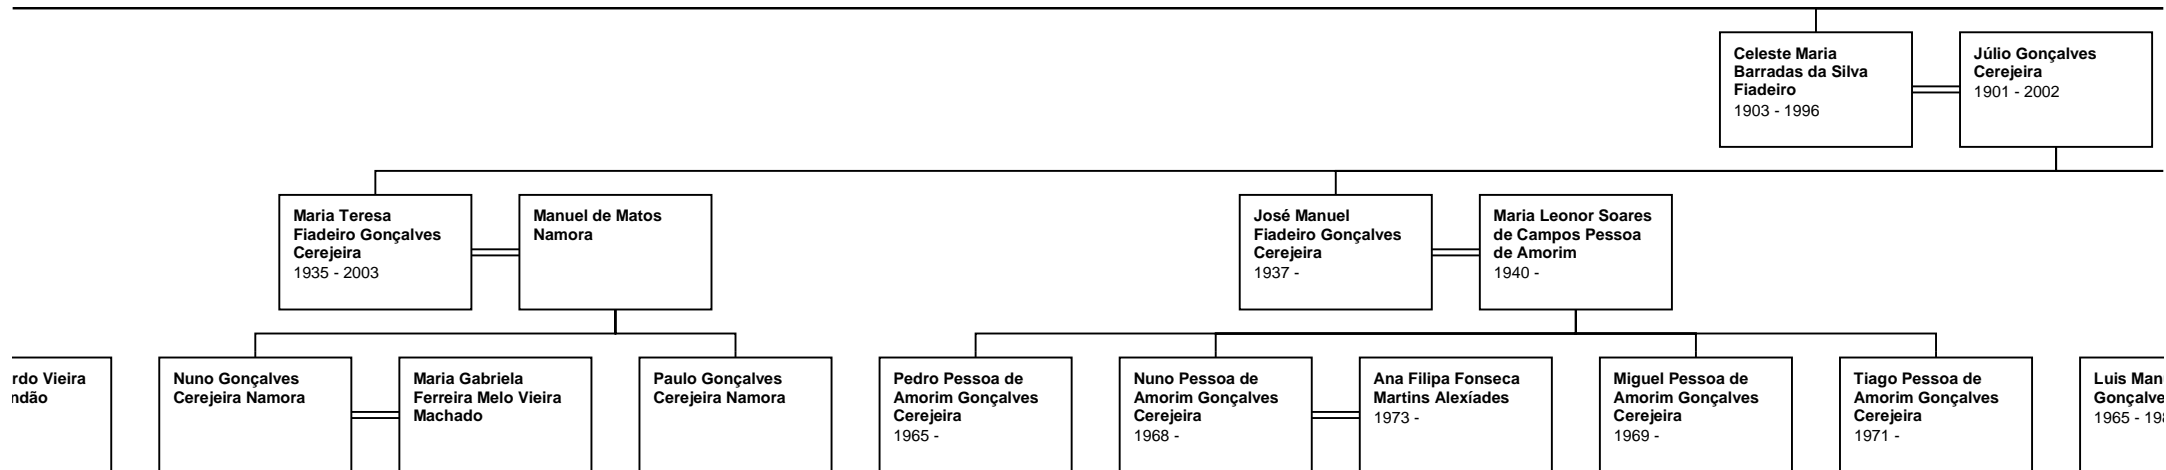 Celeste Maria
Barradas da Silva
Fiadeiro
1903 - 1996
Júlio Gonçalves
Cerejeira
1901 - 2002
Maria Teresa
Fiadeiro Gonçalves
Cerejeira
1935 - 2003
Manuel de Matos
Namora
José Manuel
Fiadeiro Gonçalves
Cerejeira
1937 -
Maria Leonor Soares
de Campos Pessoa
de Amorim
1940 -
Vieira
Nuno Gonçalves
Cerejeira Namora
Maria Gabriela
Ferreira Melo Vieira
Machado
Paulo Gonçalves
Cerejeira Namora
Pedro Pessoa de
Amorim Gonçalves
Cerejeira
1965 -
Nuno Pessoa de
Amorim Gonçalves
Cerejeira
1968 -
Ana Filipa Fonseca
Martins Alexíades
1973 -
Miguel Pessoa de
Amorim Gonçalves
Cerejeira
1969 -
Tiago Pessoa de
Amorim Gonçalves
Cerejeira
1971 -
Luis
1965 -